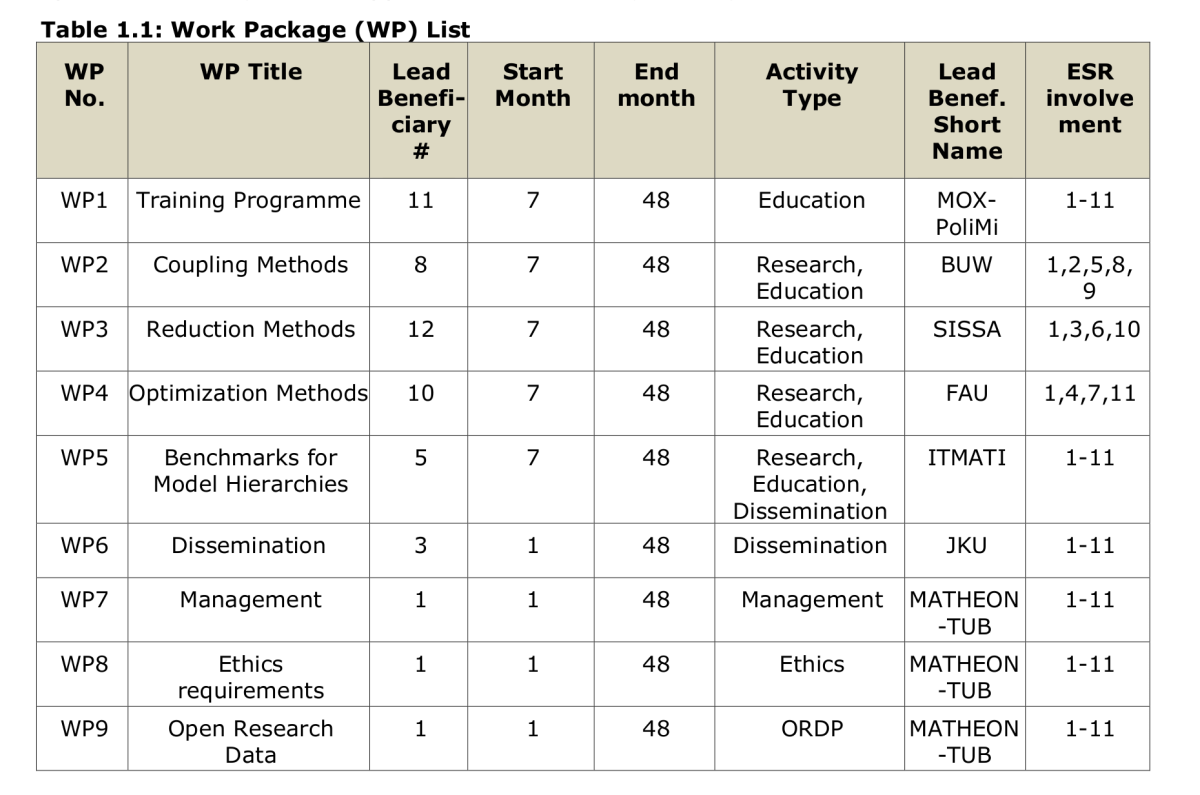 Table 1.1: Work Package (WP) List
WP No. WP Title Lead Benefi-ciary # Start Month End month Activity Type Lead Benef. Short Name ESR involve ment
WP1 Training Programme 11 7 48 Education MOX-PoliMi 1-11
WP2 Coupling Methods 8 7 48 Research, Education BUW 1,2,5,8, 9
WP3 Reduction Methods 12 7 48 Research, Education SISSA 1,3,6,10
WP4 Optimization Methods 10 7 48 Research, Education FAU 1,4,7,11
WP5 Benchmarks for Model Hierarchies 5 7 48 Research, Education, Dissemination ITMATI 1-11
WP6 Dissemination 3 1 48 Dissemination JKU 1-11
WP7 Management 1 1 48 Management MATHEON-TUB 1-11
WP8 Ethics requirements 1 1 48 Ethics MATHEON-TUB 1-11
WP9 Open Research Data 1 1 48 ORDP MATHEON-TUB 1-11